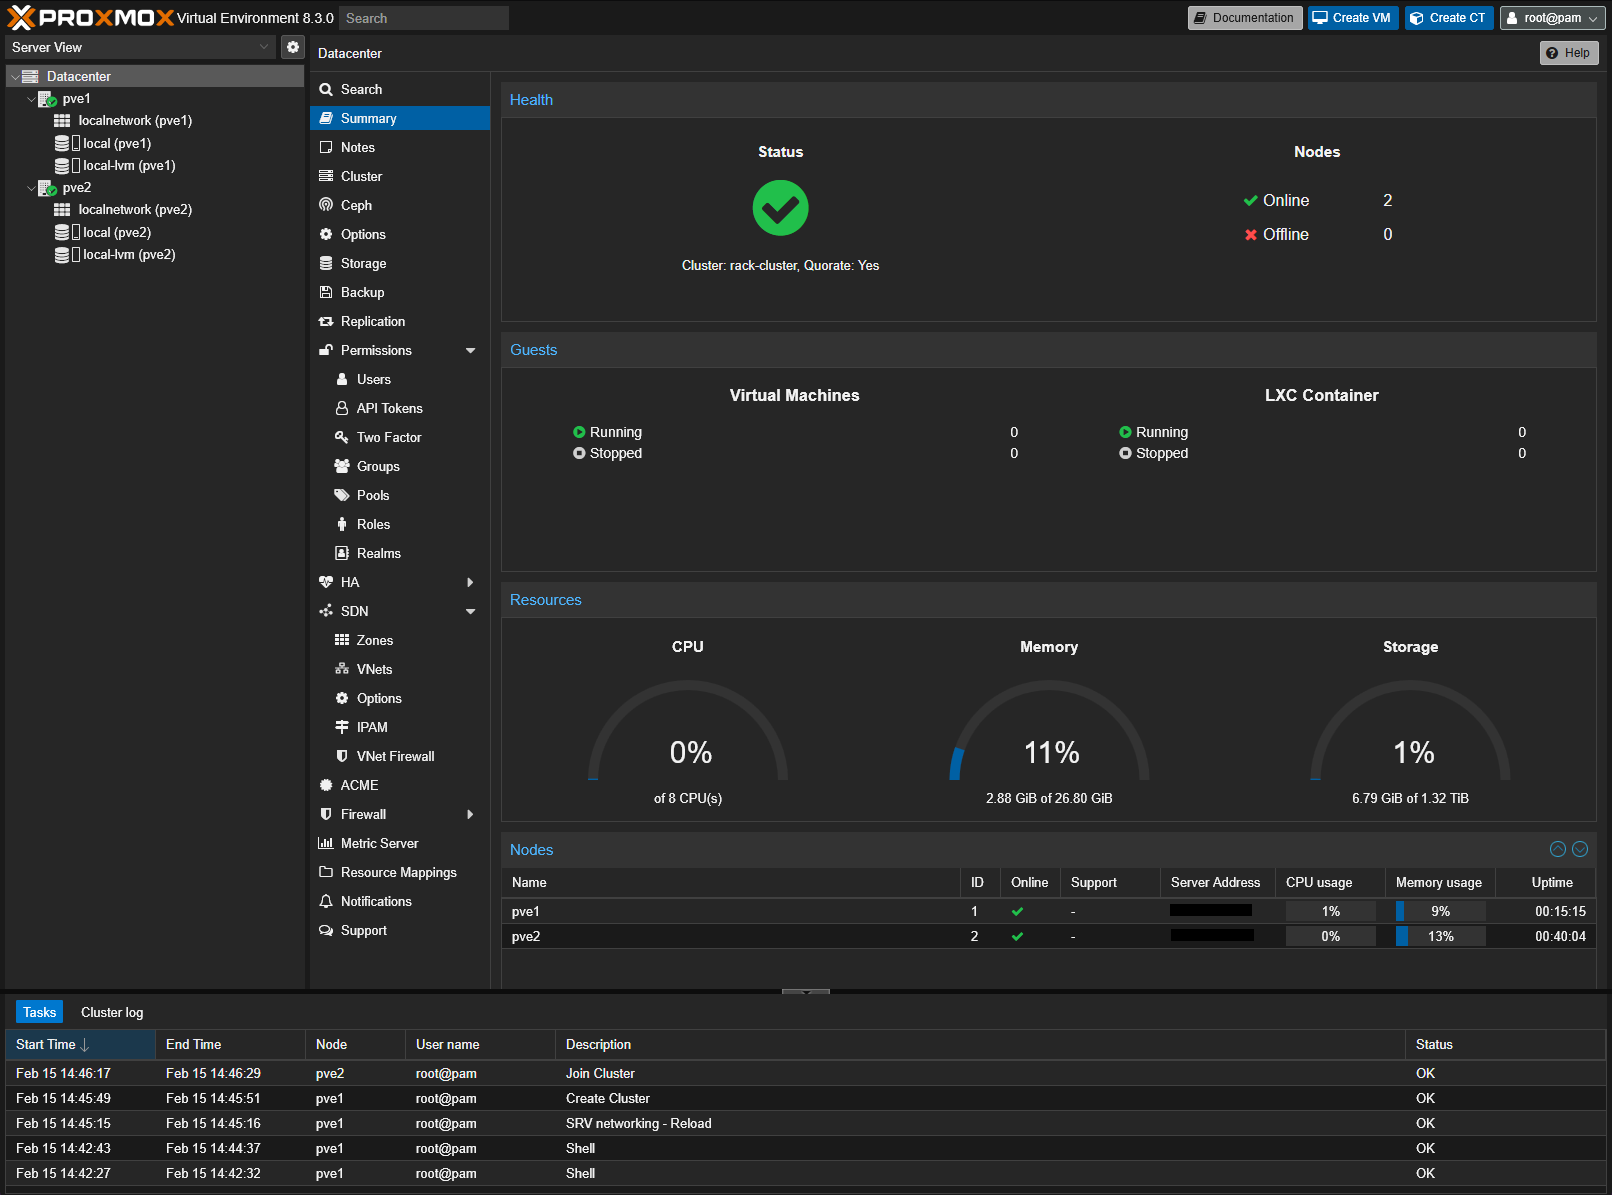 PROXMOX Virtual Environment 8.3.0 Search Documentation Create VM Create CT root@pam
Server View
Datacenter
pve1
localnetwork (pve1)
local (pve1)
local-lvm (pve1)
pve2
localnetwork (pve2)
local (pve2)
local-lvm (pve2)
Datacenter Help
Search
Summary
Notes
Cluster
Ceph
Options
Storage
Backup
Replication
Permissions
Users
API Tokens
Two Factor
Groups
Pools
Roles
Realms
HA
SDN
Zones
VNets
Options
IPAM
VNet Firewall
ACME
Firewall
Metric Server
Resource Mappings
Notifications
Support
Health
Status
Cluster: rack-cluster, Quorate: Yes
Nodes
Online 2
Offline 0
Guests
Virtual Machines
Running 0
Stopped 0
LXC Container
Running 0
Stopped 0
Resources
CPU
0%
of 8 CPU(s)
Memory
11%
2.88 GiB of 26.80 GiB
Storage
1%
6.79 GiB of 1.32 TiB
Nodes
Name ID Online Support Server Address CPU usage Memory usage Uptime
pve1 1 - 1% 9% 00:15:15
pve2 2 - 0% 13% 00:40:04
Tasks Cluster log
Start Time End Time Node User name Description Status
Feb 15 14:46:17 Feb 15 14:46:29 pve2 root@pam Join Cluster OK
Feb 15 14:45:49 Feb 15 14:45:51 pve1 root@pam Create Cluster OK
Feb 15 14:45:15 Feb 15 14:45:16 pve1 root@pam SRV networking - Reload OK
Feb 15 14:42:43 Feb 15 14:44:37 pve1 root@pam Shell OK
Feb 15 14:42:27 Feb 15 14:42:32 pve1 root@pam Shell OK